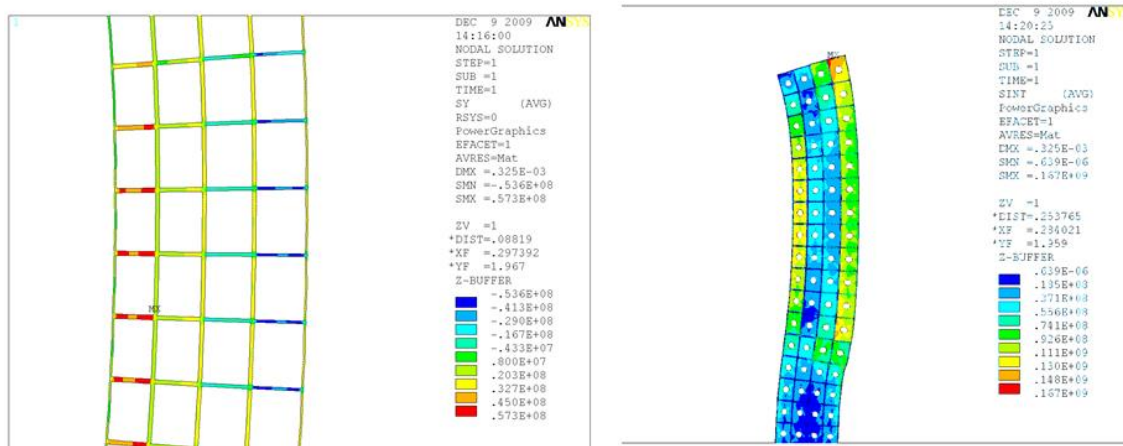 1
DEC 9 2009 ANSYS
14:16:00
NODAL SOLUTION
STEP=1
SUB =1
TIME=1
SY (AVG)
RSYS=0
PowerGraphics
EFACET=1
AVRES=Mat
DMX =.325E-03
SMN =-.536E+08
SMX =.573E+08
ZV =1
*DIST=.08819
*XF =.297392
*YF =1.967
Z-BUFFER
-.536E+08
-.413E+08
-.290E+08
-.167E+08
-.433E+07
.800E+07
.203E+08
.327E+08
.450E+08
.573E+08
MX
DEC 9 2009 ANSYS
14:20:25
NODAL SOLUTION
STEP=1
SUB =1
TIME=1
SINT (AVG)
PowerGraphics
EFACET=1
AVRES=Mat
DMX =.325E-03
SMN =.639E-06
SMX =.167E+09
ZV =1
*DIST=.253765
*XF =.284021
*YF =1.959
Z-BUFFER
.639E-06
.185E+08
.371E+08
.556E+08
.741E+08
.926E+08
.111E+09
.130E+09
.148E+09
.167E+09
MX